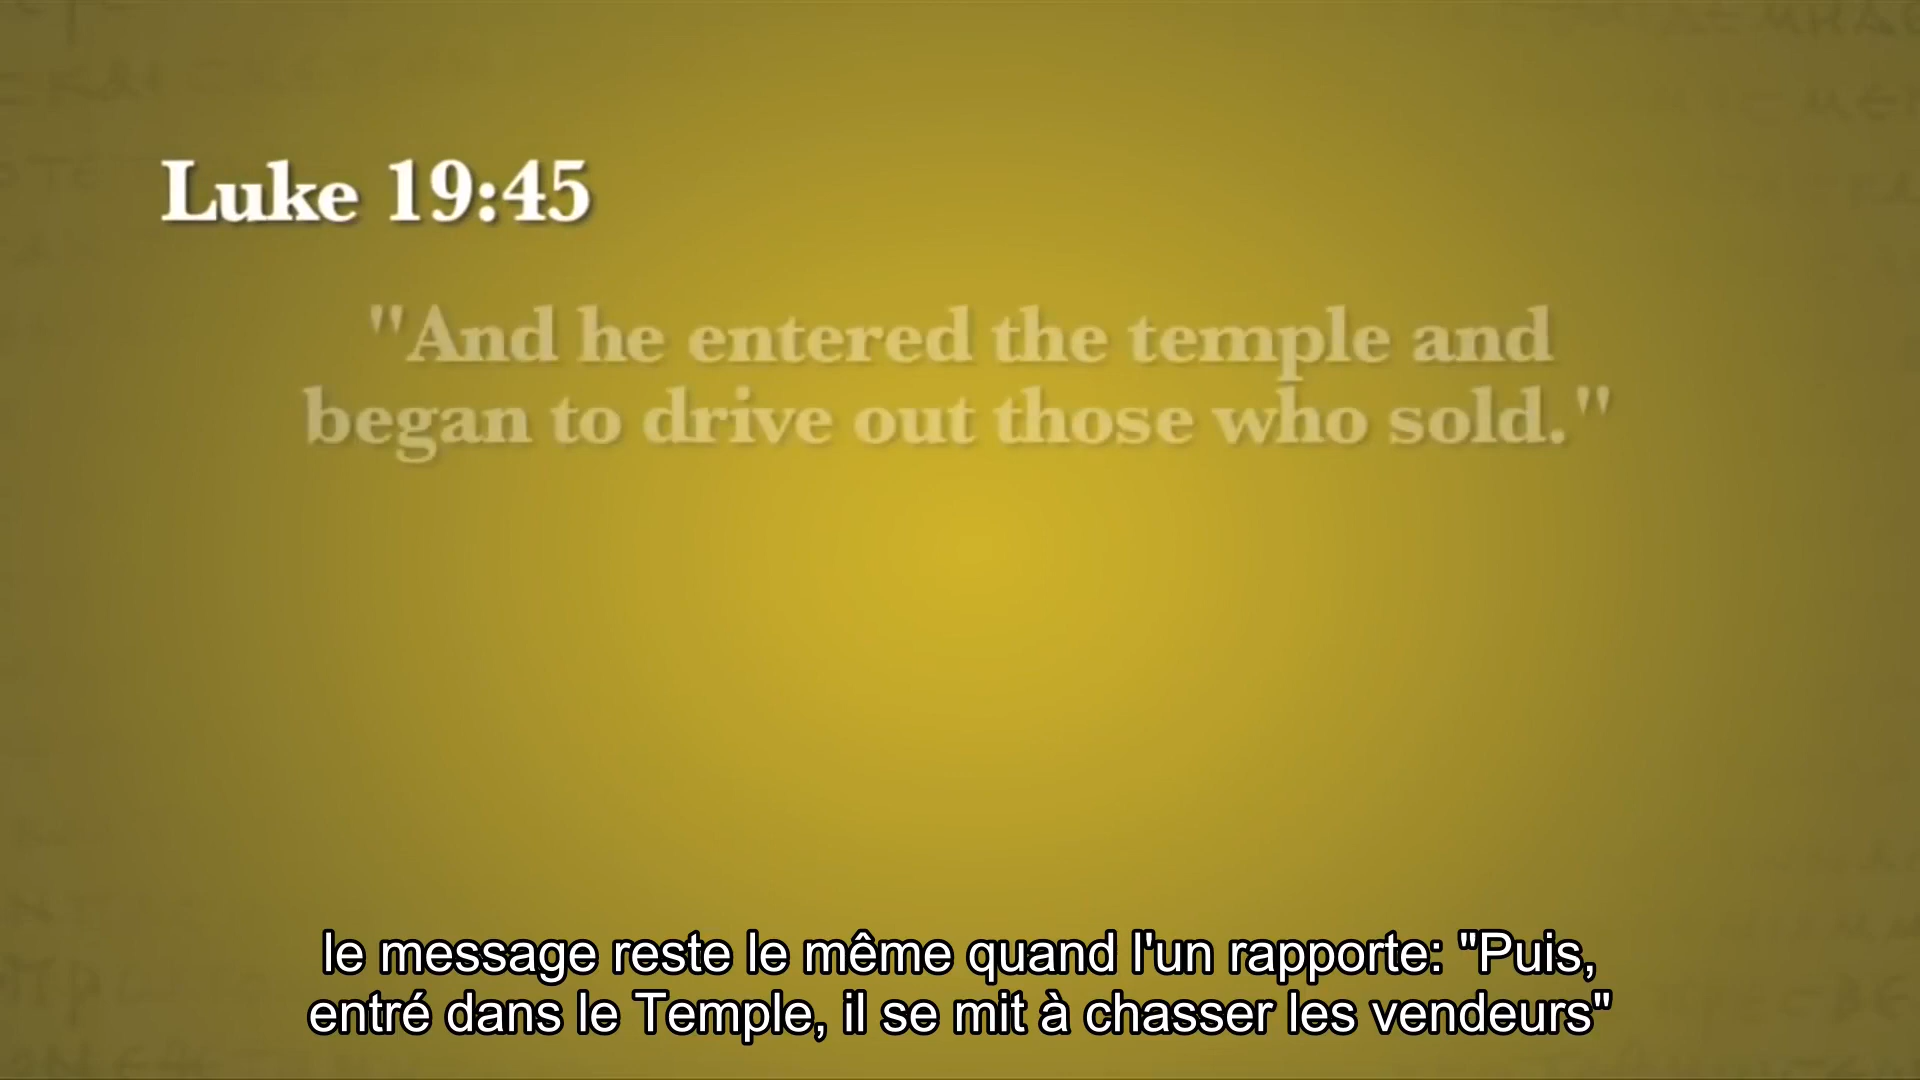 Luke 19:45
"And he entered the temple and
began to drive out those who sold."
le message reste le même quand l'un rapporte: "Puis,
entré dans le Temple, il se mit à chasser les vendeurs"